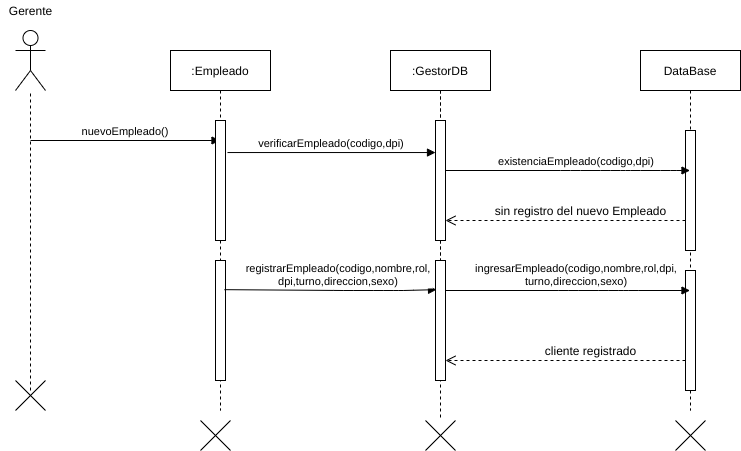 Gerente
:Empleado
:GestorDB
DataBase
nuevoEmpleado()
verificarEmpleado(codigo,dpi)
existenciaEmpleado(codigo,dpi)
sin registro del nuevo Empleado
registrarEmpleado(codigo,nombre,rol,
dpi,turno,direccion,sexo)
ingresarEmpleado(codigo,nombre,rol,dpi,
turno,direccion,sexo)
cliente registrado